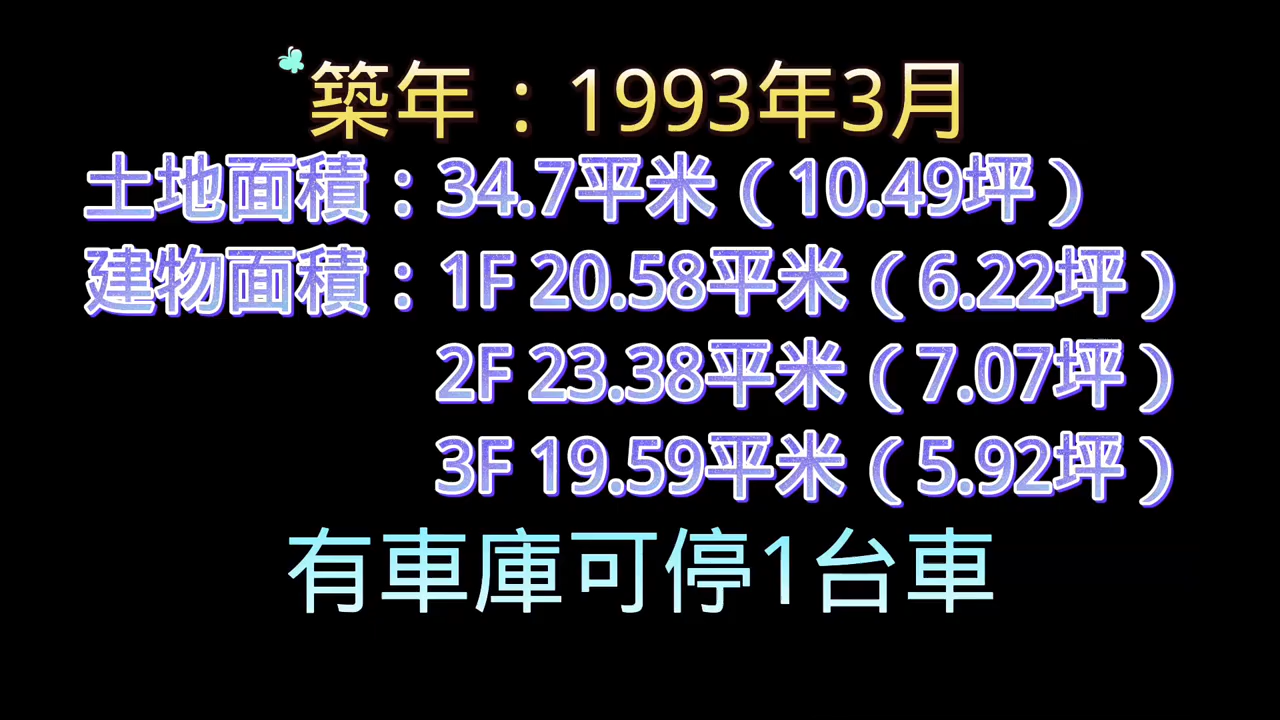 築年：1993年3月
土地面積：34.7平米（10.49坪）
建物面積：1F 20.58平米（6.22坪）
2F 23.38平米（7.07坪）
3F 19.59平米（5.92坪）
有車庫可停1台車